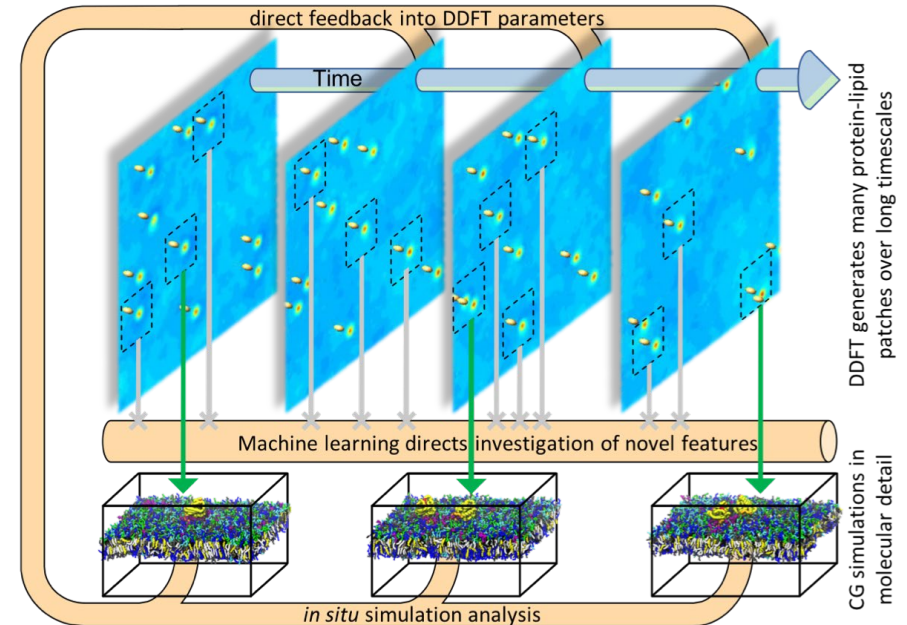 direct feedback into DDFT parameters
Time
DDFT generates many protein-lipid
patches over long timescales
Machine learning directs investigation of novel features
CG simulations in
molecular detail
in situ simulation analysis